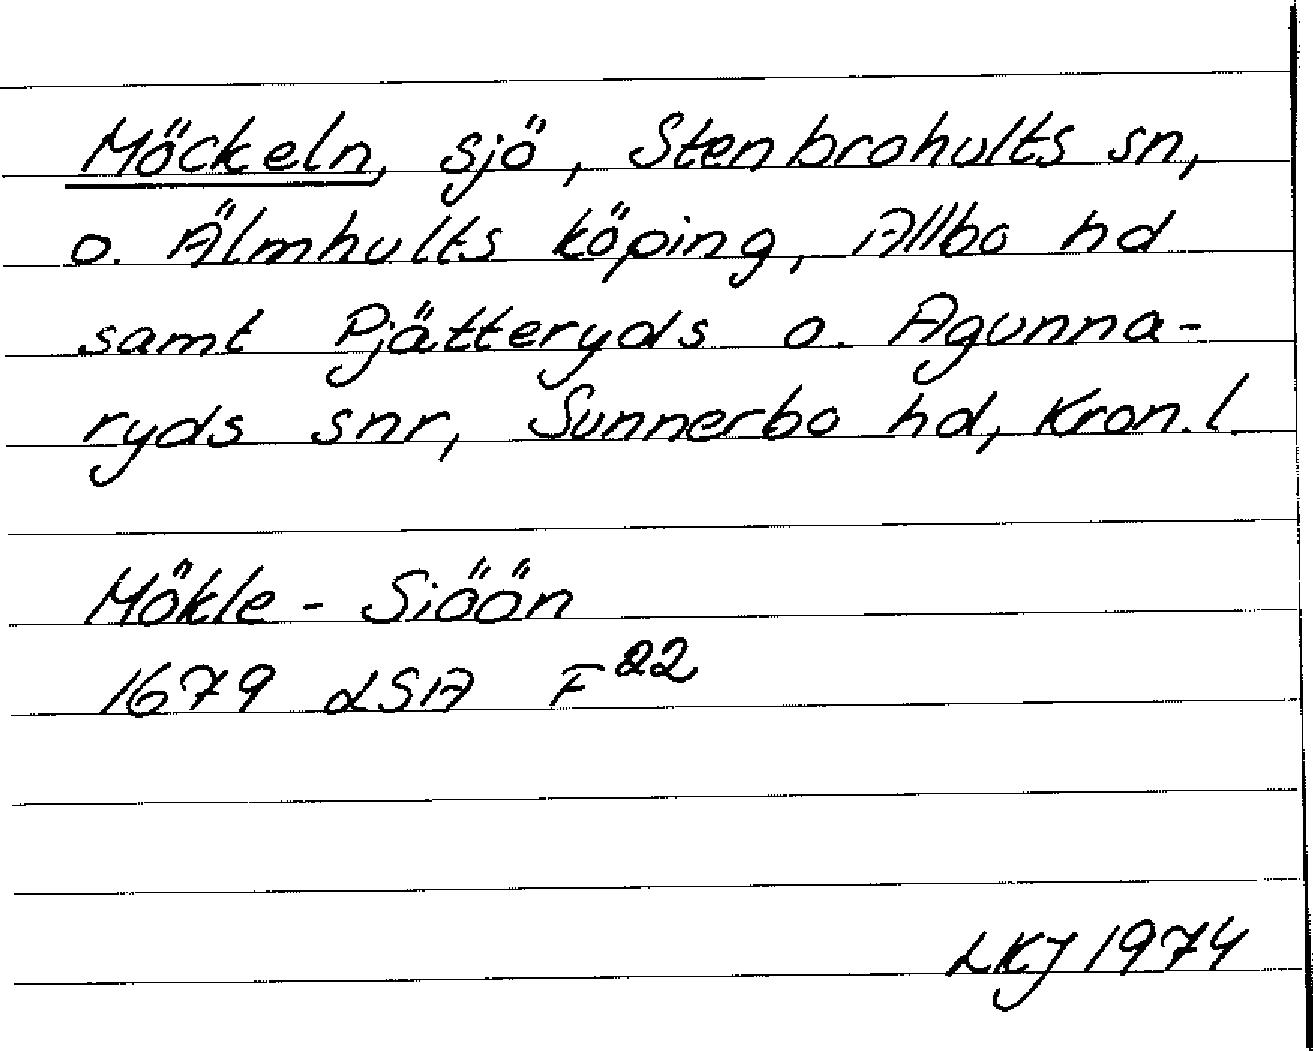 Möckeln, sjö, Stenbrohults sn,
o. Älmhults köping, Allbo hd
samt Pjätteryds o. Agunna-
ryds snr, Sunnerbo hd, Kron.l.
Mökle - Siöön
1679 LSA F22
LKJ 1974